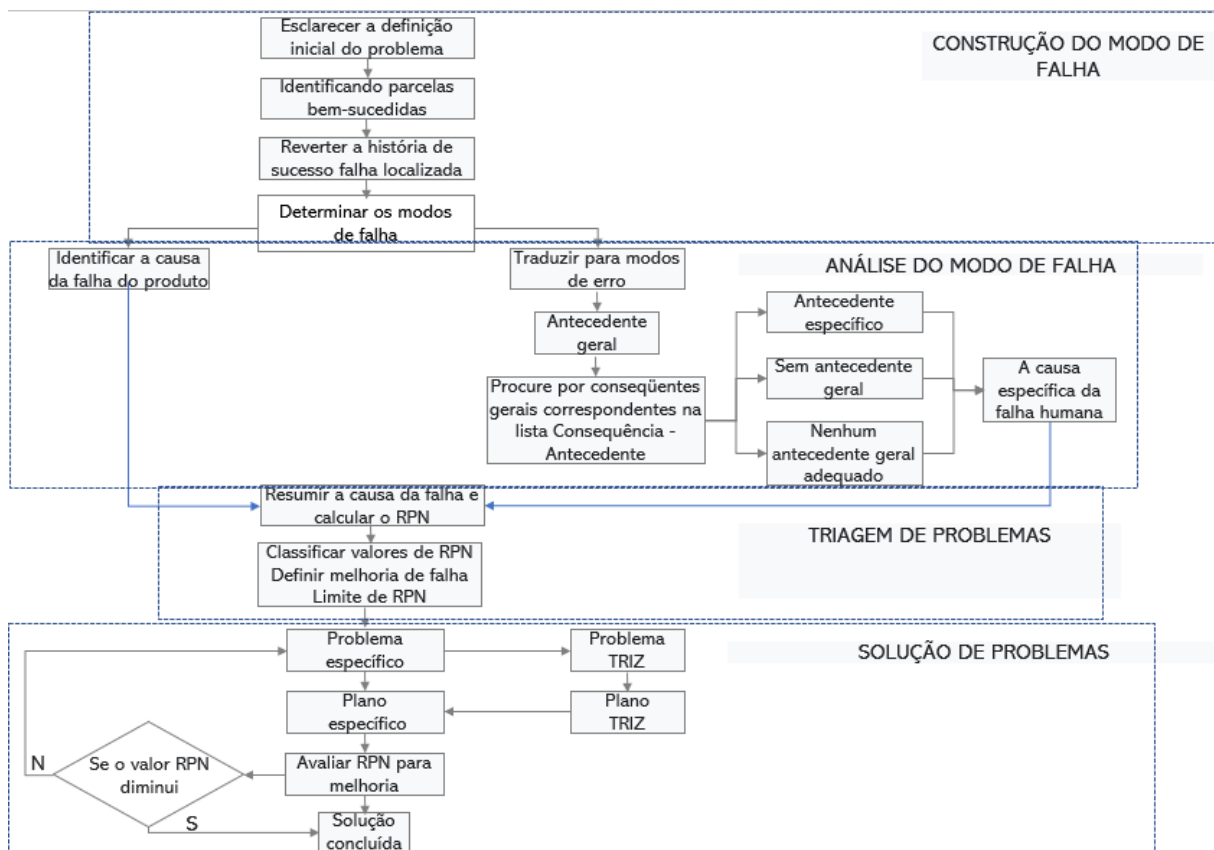 Esclarecer a definição
inicial do problema
CONSTRUÇÃO DO MODO DE
FALHA
Identificando parcelas
bem-sucedidas
Reverter a história de
sucesso falha localizada
Determinar os modos
de falha
Identificar a causa
da falha do produto
Traduzir para modos
de erro
ANÁLISE DO MODO DE FALHA
Antecedente
geral
Procure por conseqüentes
gerais correspondentes na
lista Consequência -
Antecedente
Antecedente
específico
Sem antecedente
geral
Nenhum
antecedente geral
adequado
A causa
específica da
falha humana
Resumir a causa da falha e
calcular o RPN
TRIAGEM DE PROBLEMAS
Classificar valores de RPN
Definir melhoria de falha
Limite de RPN
Problema
específico
Problema
TRIZ
SOLUÇÃO DE PROBLEMAS
Plano
específico
Plano
TRIZ
Avaliar RPN para
melhoria
Se o valor RPN
diminui
N
S
Solução
concluída